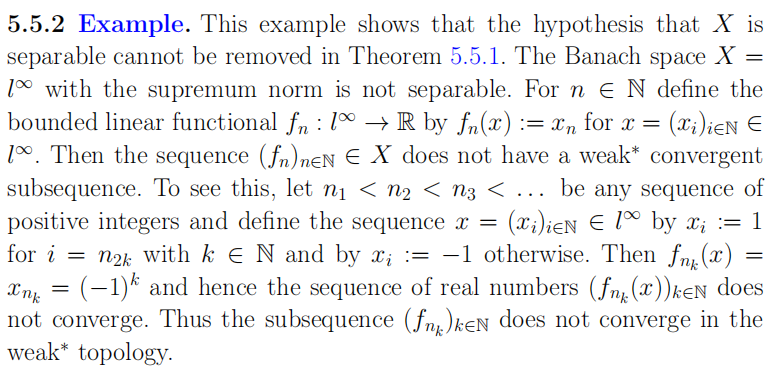 5.5.2 Example. This example shows that the hypothesis that X is
separable cannot be removed in Theorem 5.5.1. The Banach space X =
l^∞ with the supremum norm is not separable. For n ∈ ℕ define the
bounded linear functional f_n : l^∞ → ℝ by f_n(x) := x_n for x = (x_i)_{i∈ℕ} ∈
l^∞. Then the sequence (f_n)_{n∈ℕ} ∈ X does not have a weak* convergent
subsequence. To see this, let n_1 < n_2 < n_3 < ... be any sequence of
positive integers and define the sequence x = (x_i)_{i∈ℕ} ∈ l^∞ by x_i := 1
for i = n_{2k} with k ∈ ℕ and by x_i := −1 otherwise. Then f_{n_k}(x) =
x_{n_k} = (−1)^k and hence the sequence of real numbers (f_{n_k}(x))_{k∈ℕ} does
not converge. Thus the subsequence (f_{n_k})_{k∈ℕ} does not converge in the
weak* topology.